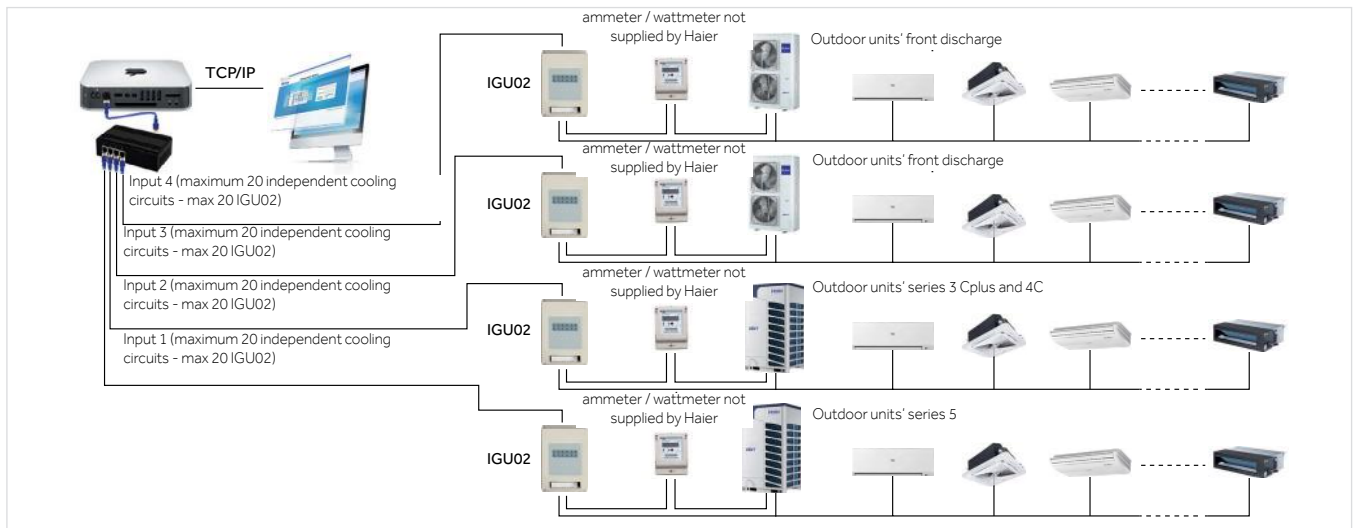 ammeter / wattmeter not
supplied by Haier
Outdoor units' front discharge
TCP/IP
IGU02
ammeter / wattmeter not
supplied by Haier
Outdoor units' front discharge
Input 4 (maximum 20 independent cooling
circuits - max 20 IGU02)
IGU02
Input 3 (maximum 20 independent cooling
circuits - max 20 IGU02)
ammeter / wattmeter not
supplied by Haier
Outdoor units' series 3 Cplus and 4C
Input 2 (maximum 20 independent cooling
circuits - max 20 IGU02)
IGU02
Input 1 (maximum 20 independent cooling
circuits - max 20 IGU02)
ammeter / wattmeter not
supplied by Haier
Outdoor units' series 5
IGU02